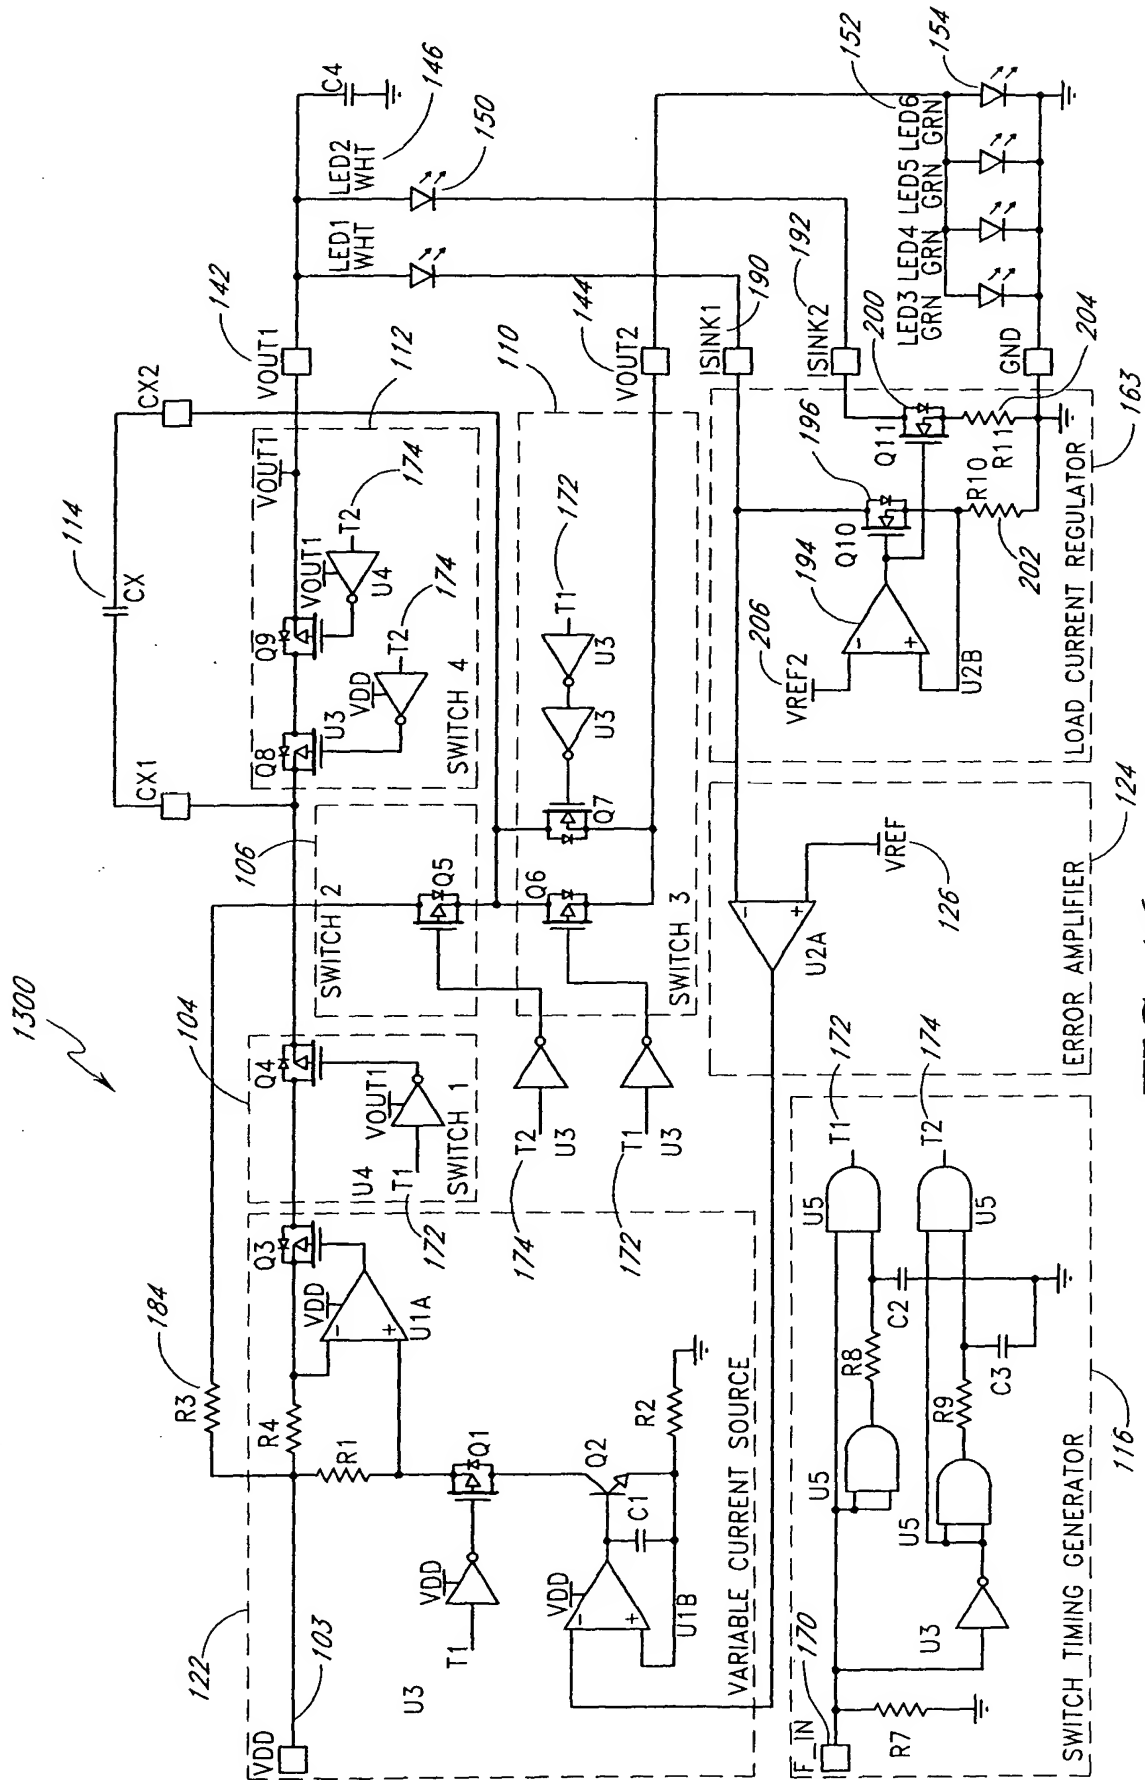 1300
VDD
103
122
184
R3
R4
R1
VDD
Q3
U1A
Q1
VDD
T1
U3
Q2
C1
VDD
U1B
R2
VARIABLE CURRENT SOURCE
104
Q4
U4
VOUT1
T1
172
SWITCH 1
T2
174
U3
T1
172
U3
106
SWITCH 2
Q5
CX1
114
CX
CX2
Q8
U3
VDD
T2
174
Q9
VOUT1
U4
T2
174
VOUT1
SWITCH 4
112
Q6
Q7
U3
U3
T1
172
SWITCH 3
110
142
VOUT1
144
VOUT2
LED1
WHT
LED2
WHT
146
150
C4
190
ISINK1
192
ISINK2
GND
152
154
LED3
GRN
LED4
GRN
LED5
GRN
LED6
GRN
F_IN
170
R7
U3
U5
U5
R8
R9
C2
C3
U5
T1
172
U5
T2
174
SWITCH TIMING GENERATOR
116
U2A
VREF
126
ERROR AMPLIFIER
124
206
VREF2
194
U2B
Q10
196
R10
202
Q11
200
R11
204
LOAD CURRENT REGULATOR
163